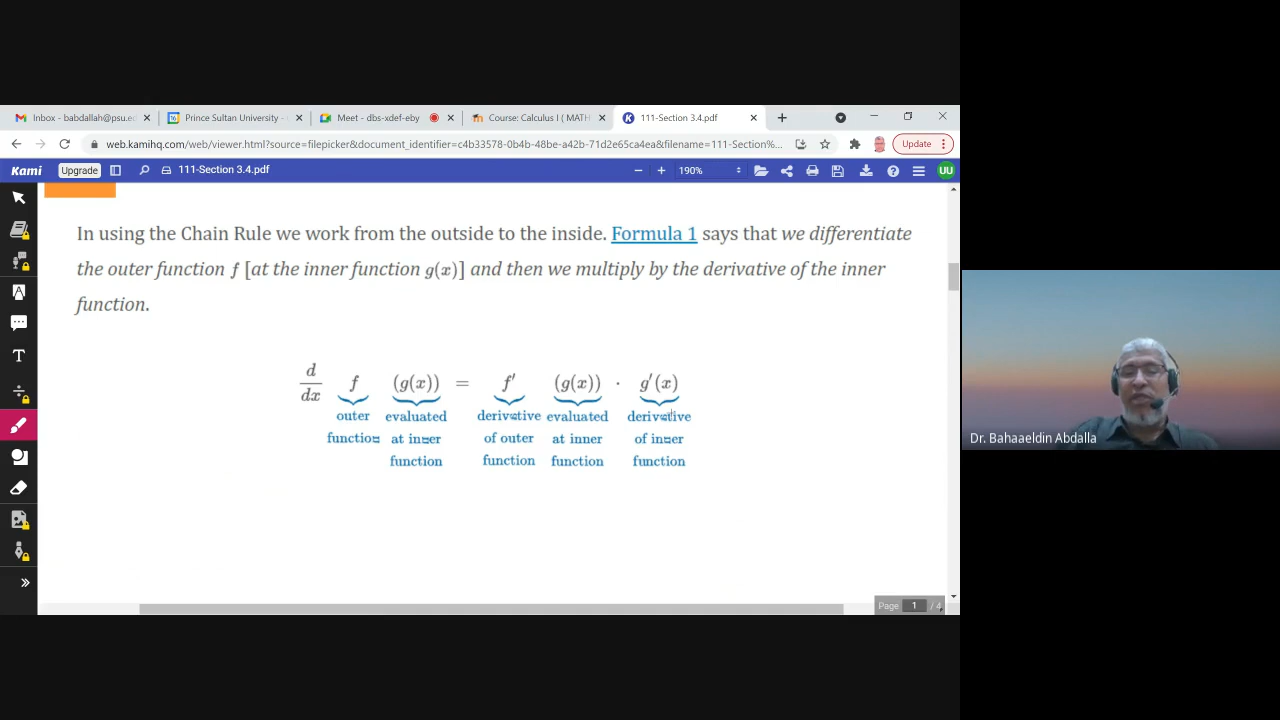 Inbox - babdallah@psu.e
Prince Sultan University -
Meet - dbs-xdef-eby
Course: Calculus I ( MATH
111-Section 3.4.pdf
web.kamihq.com/web/viewer.html?source=filepicker&document_identifier=c4b33578-0b4b-48be-a42b-71d2e65ca4ea&filename=111-Section%...
Update
Kami
Upgrade
111-Section 3.4.pdf
190%
UU
In using the Chain Rule we work from the outside to the inside. Formula 1 says that we differentiate
the outer function f [at the inner function g(x)] and then we multiply by the derivative of the inner
function.
d/dx f (g(x)) = f′ (g(x)) · g′(x)
outer evaluated derivative evaluated derivative
function at inner of outer at inner of inner
function function function function
Dr. Bahaaeldin Abdalla
Page 1 / 4
T